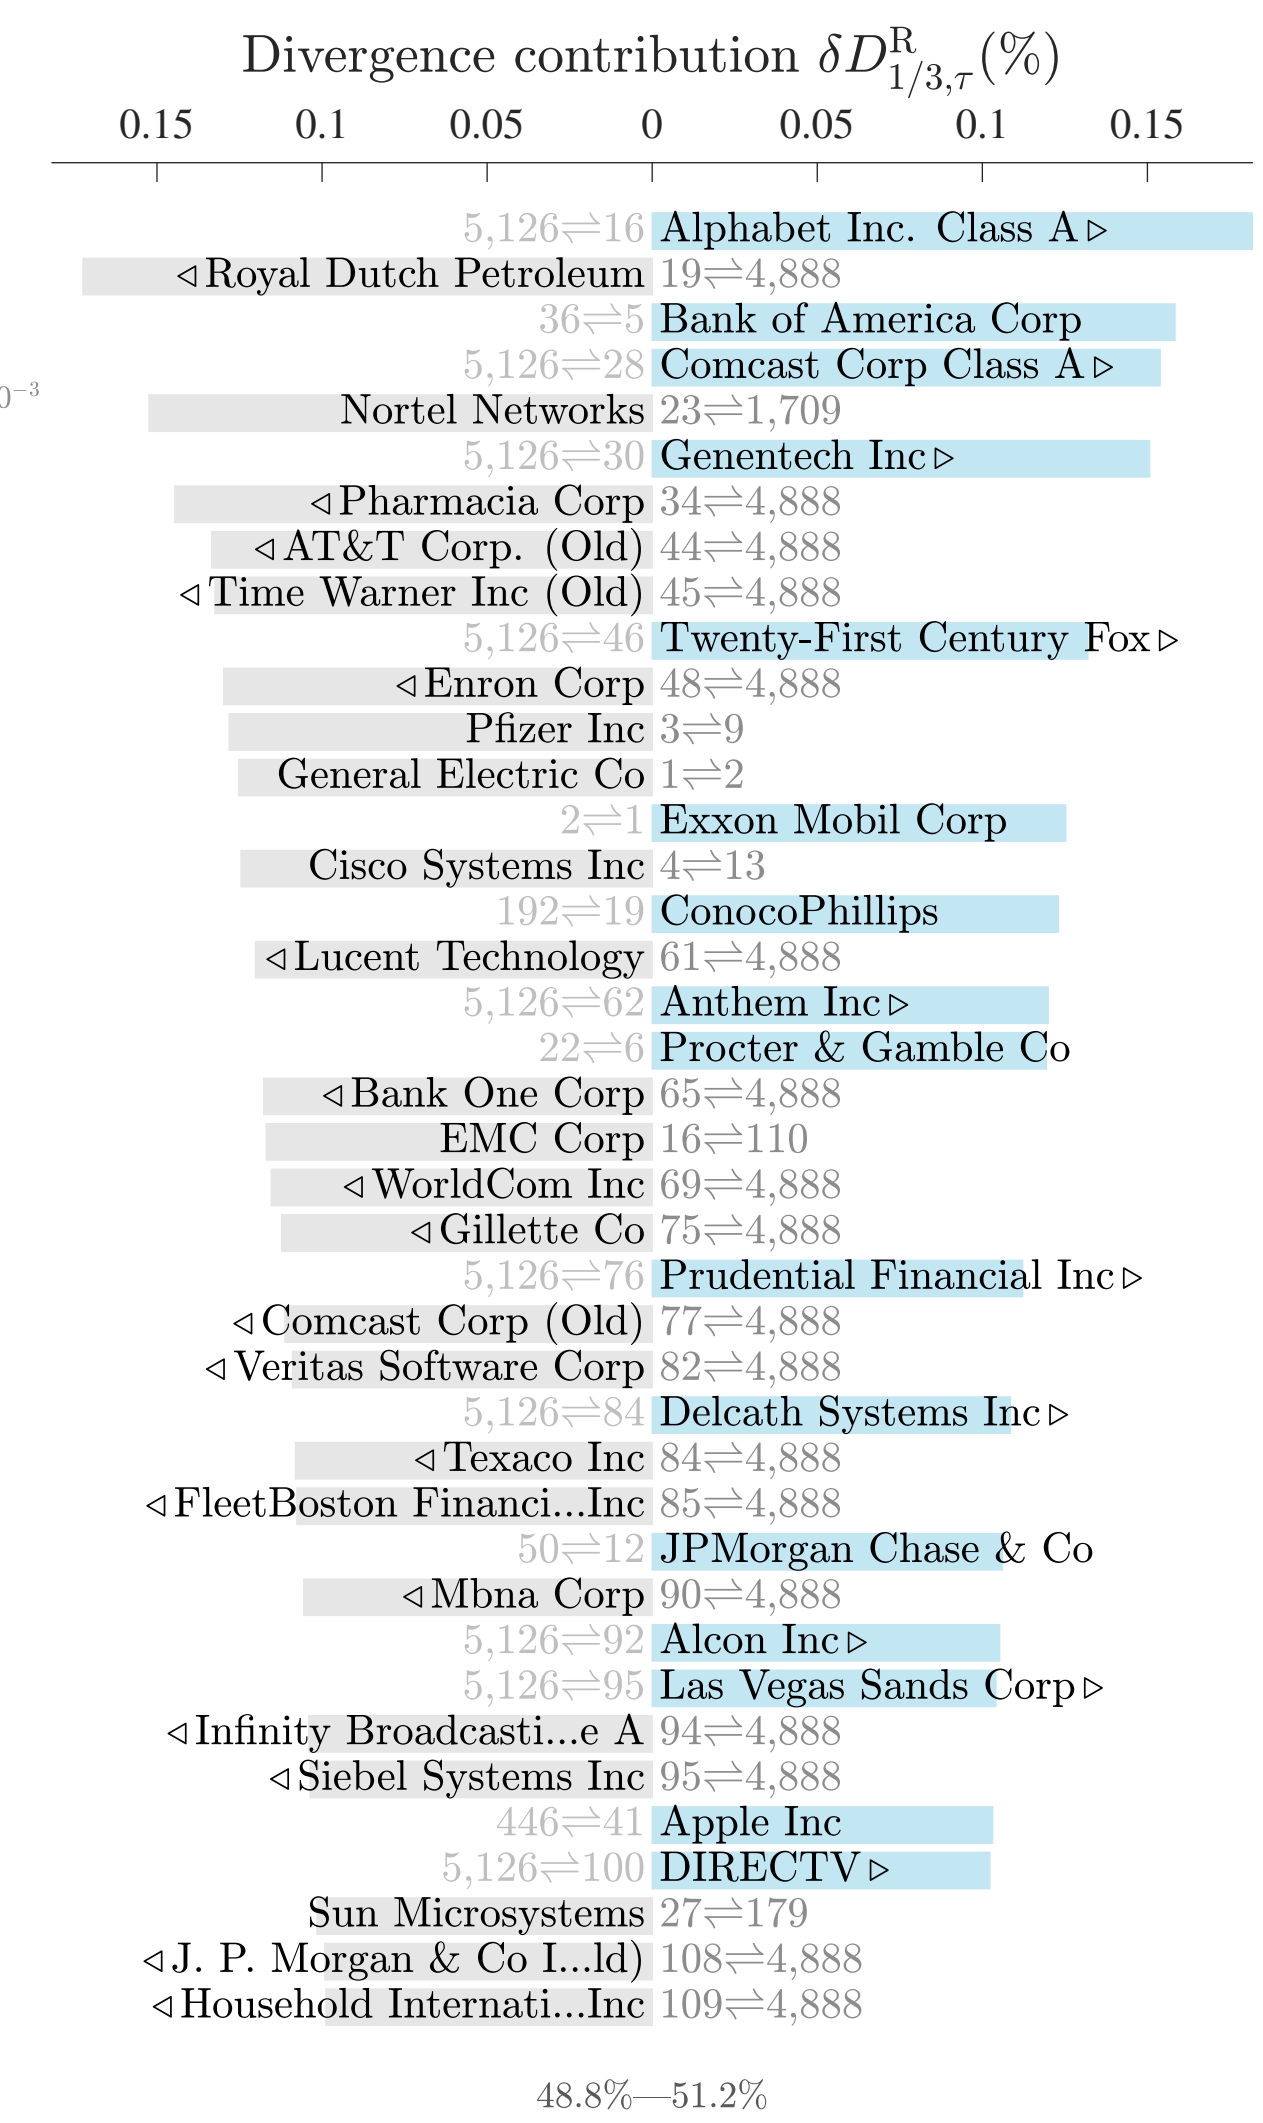 Divergence contribution δD^R_{1/3,τ}(%)
0.15 0.1 0.05 0 0.05 0.1 0.15
5,126⇌16 Alphabet Inc. Class A▷
◁Royal Dutch Petroleum 19⇌4,888
36⇌5 Bank of America Corp
5,126⇌28 Comcast Corp Class A▷
0⁻³
Nortel Networks 23⇌1,709
5,126⇌30 Genentech Inc▷
◁Pharmacia Corp 34⇌4,888
◁AT&T Corp. (Old) 44⇌4,888
◁Time Warner Inc (Old) 45⇌4,888
5,126⇌46 Twenty-First Century Fox▷
◁Enron Corp 48⇌4,888
Pfizer Inc 3⇌9
General Electric Co 1⇌2
2⇌1 Exxon Mobil Corp
Cisco Systems Inc 4⇌13
192⇌19 ConocoPhillips
◁Lucent Technology 61⇌4,888
5,126⇌62 Anthem Inc▷
22⇌6 Procter & Gamble Co
◁Bank One Corp 65⇌4,888
EMC Corp 16⇌110
◁WorldCom Inc 69⇌4,888
◁Gillette Co 75⇌4,888
5,126⇌76 Prudential Financial Inc▷
◁Comcast Corp (Old) 77⇌4,888
◁Veritas Software Corp 82⇌4,888
5,126⇌84 Delcath Systems Inc▷
◁Texaco Inc 84⇌4,888
◁FleetBoston Financi...Inc 85⇌4,888
50⇌12 JPMorgan Chase & Co
◁Mbna Corp 90⇌4,888
5,126⇌92 Alcon Inc▷
5,126⇌95 Las Vegas Sands Corp▷
◁Infinity Broadcasti...e A 94⇌4,888
◁Siebel Systems Inc 95⇌4,888
446⇌41 Apple Inc
5,126⇌100 DIRECTV▷
Sun Microsystems 27⇌179
◁J. P. Morgan & Co I...ld) 108⇌4,888
◁Household Internati...Inc 109⇌4,888
48.8%—51.2%